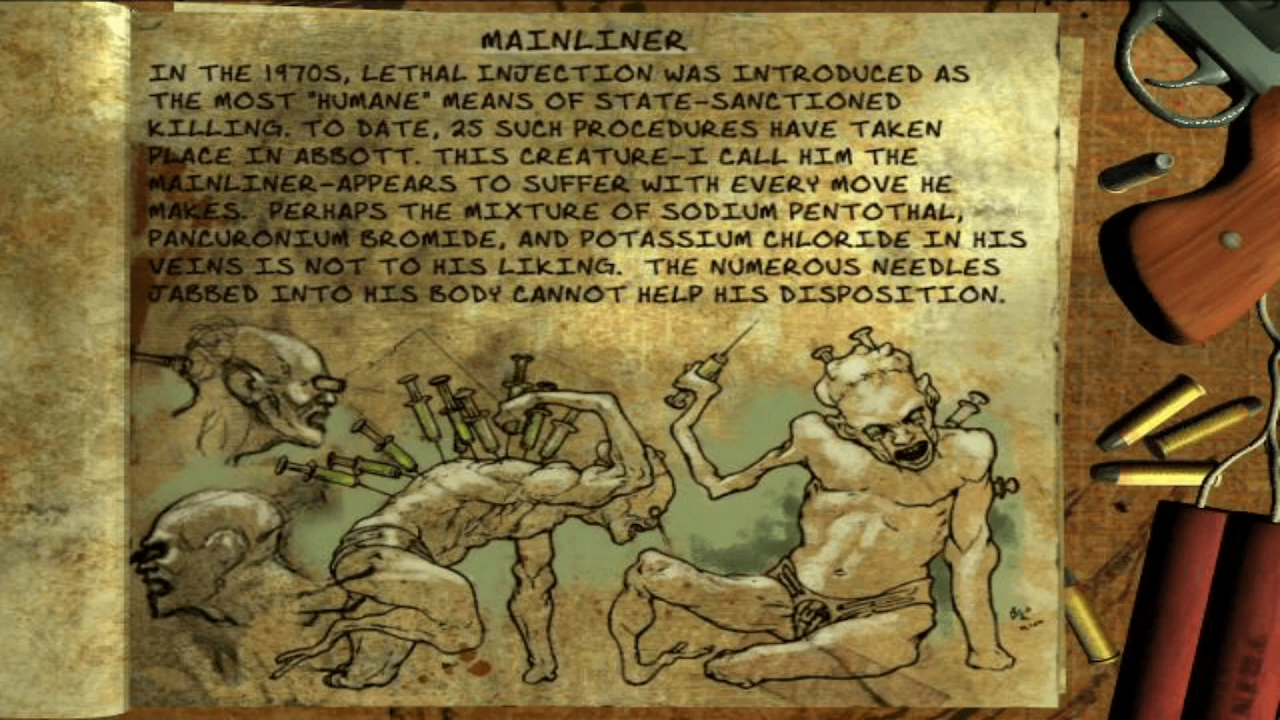 MAINLINER
IN THE 1970S, LETHAL INJECTION WAS INTRODUCED AS
THE MOST "HUMANE" MEANS OF STATE-SANCTIONED
KILLING. TO DATE, 25 SUCH PROCEDURES HAVE TAKEN
PLACE IN ABBOTT. THIS CREATURE-I CALL HIM THE
MAINLINER-APPEARS TO SUFFER WITH EVERY MOVE HE
MAKES. PERHAPS THE MIXTURE OF SODIUM PENTOTHAL,
PANCURONIUM BROMIDE, AND POTASSIUM CHLORIDE IN HIS
VEINS IS NOT TO HIS LIKING. THE NUMEROUS NEEDLES
JABBED INTO HIS BODY CANNOT HELP HIS DISPOSITION.